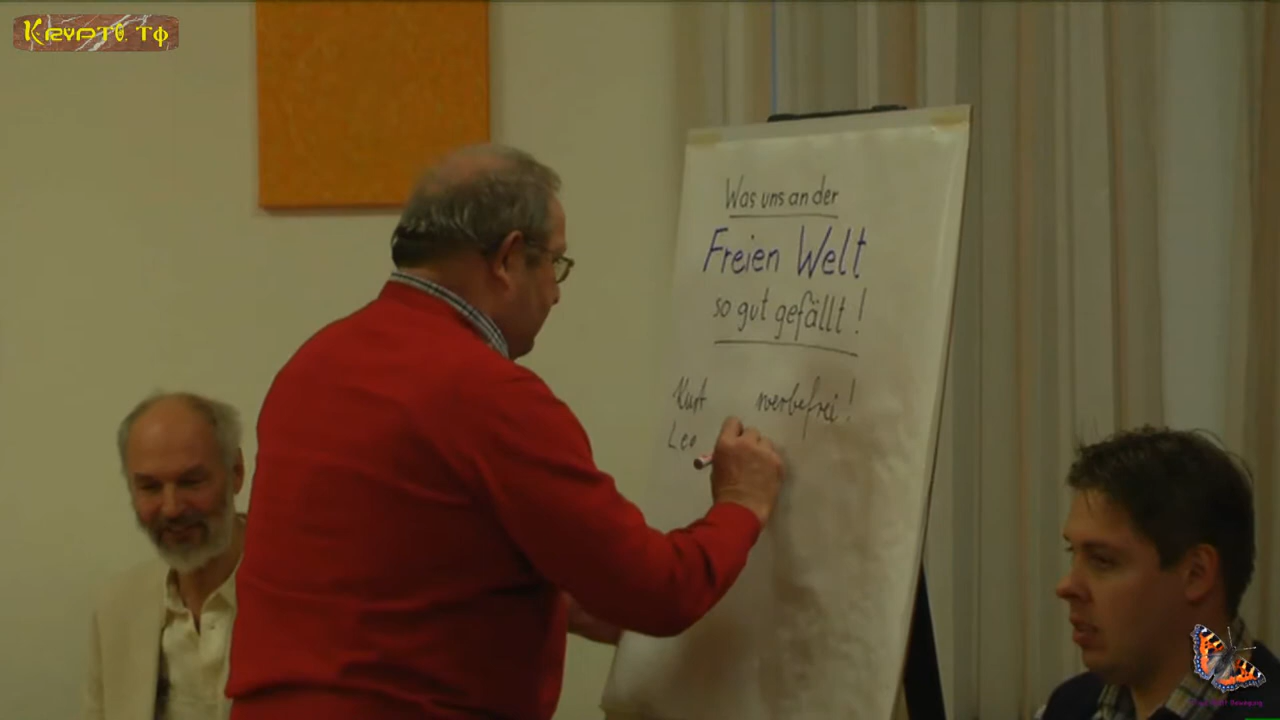 KRYPTO. TV
Was uns an der
Freien Welt
so gut gefällt!
Kurt werbefrei!
Leo